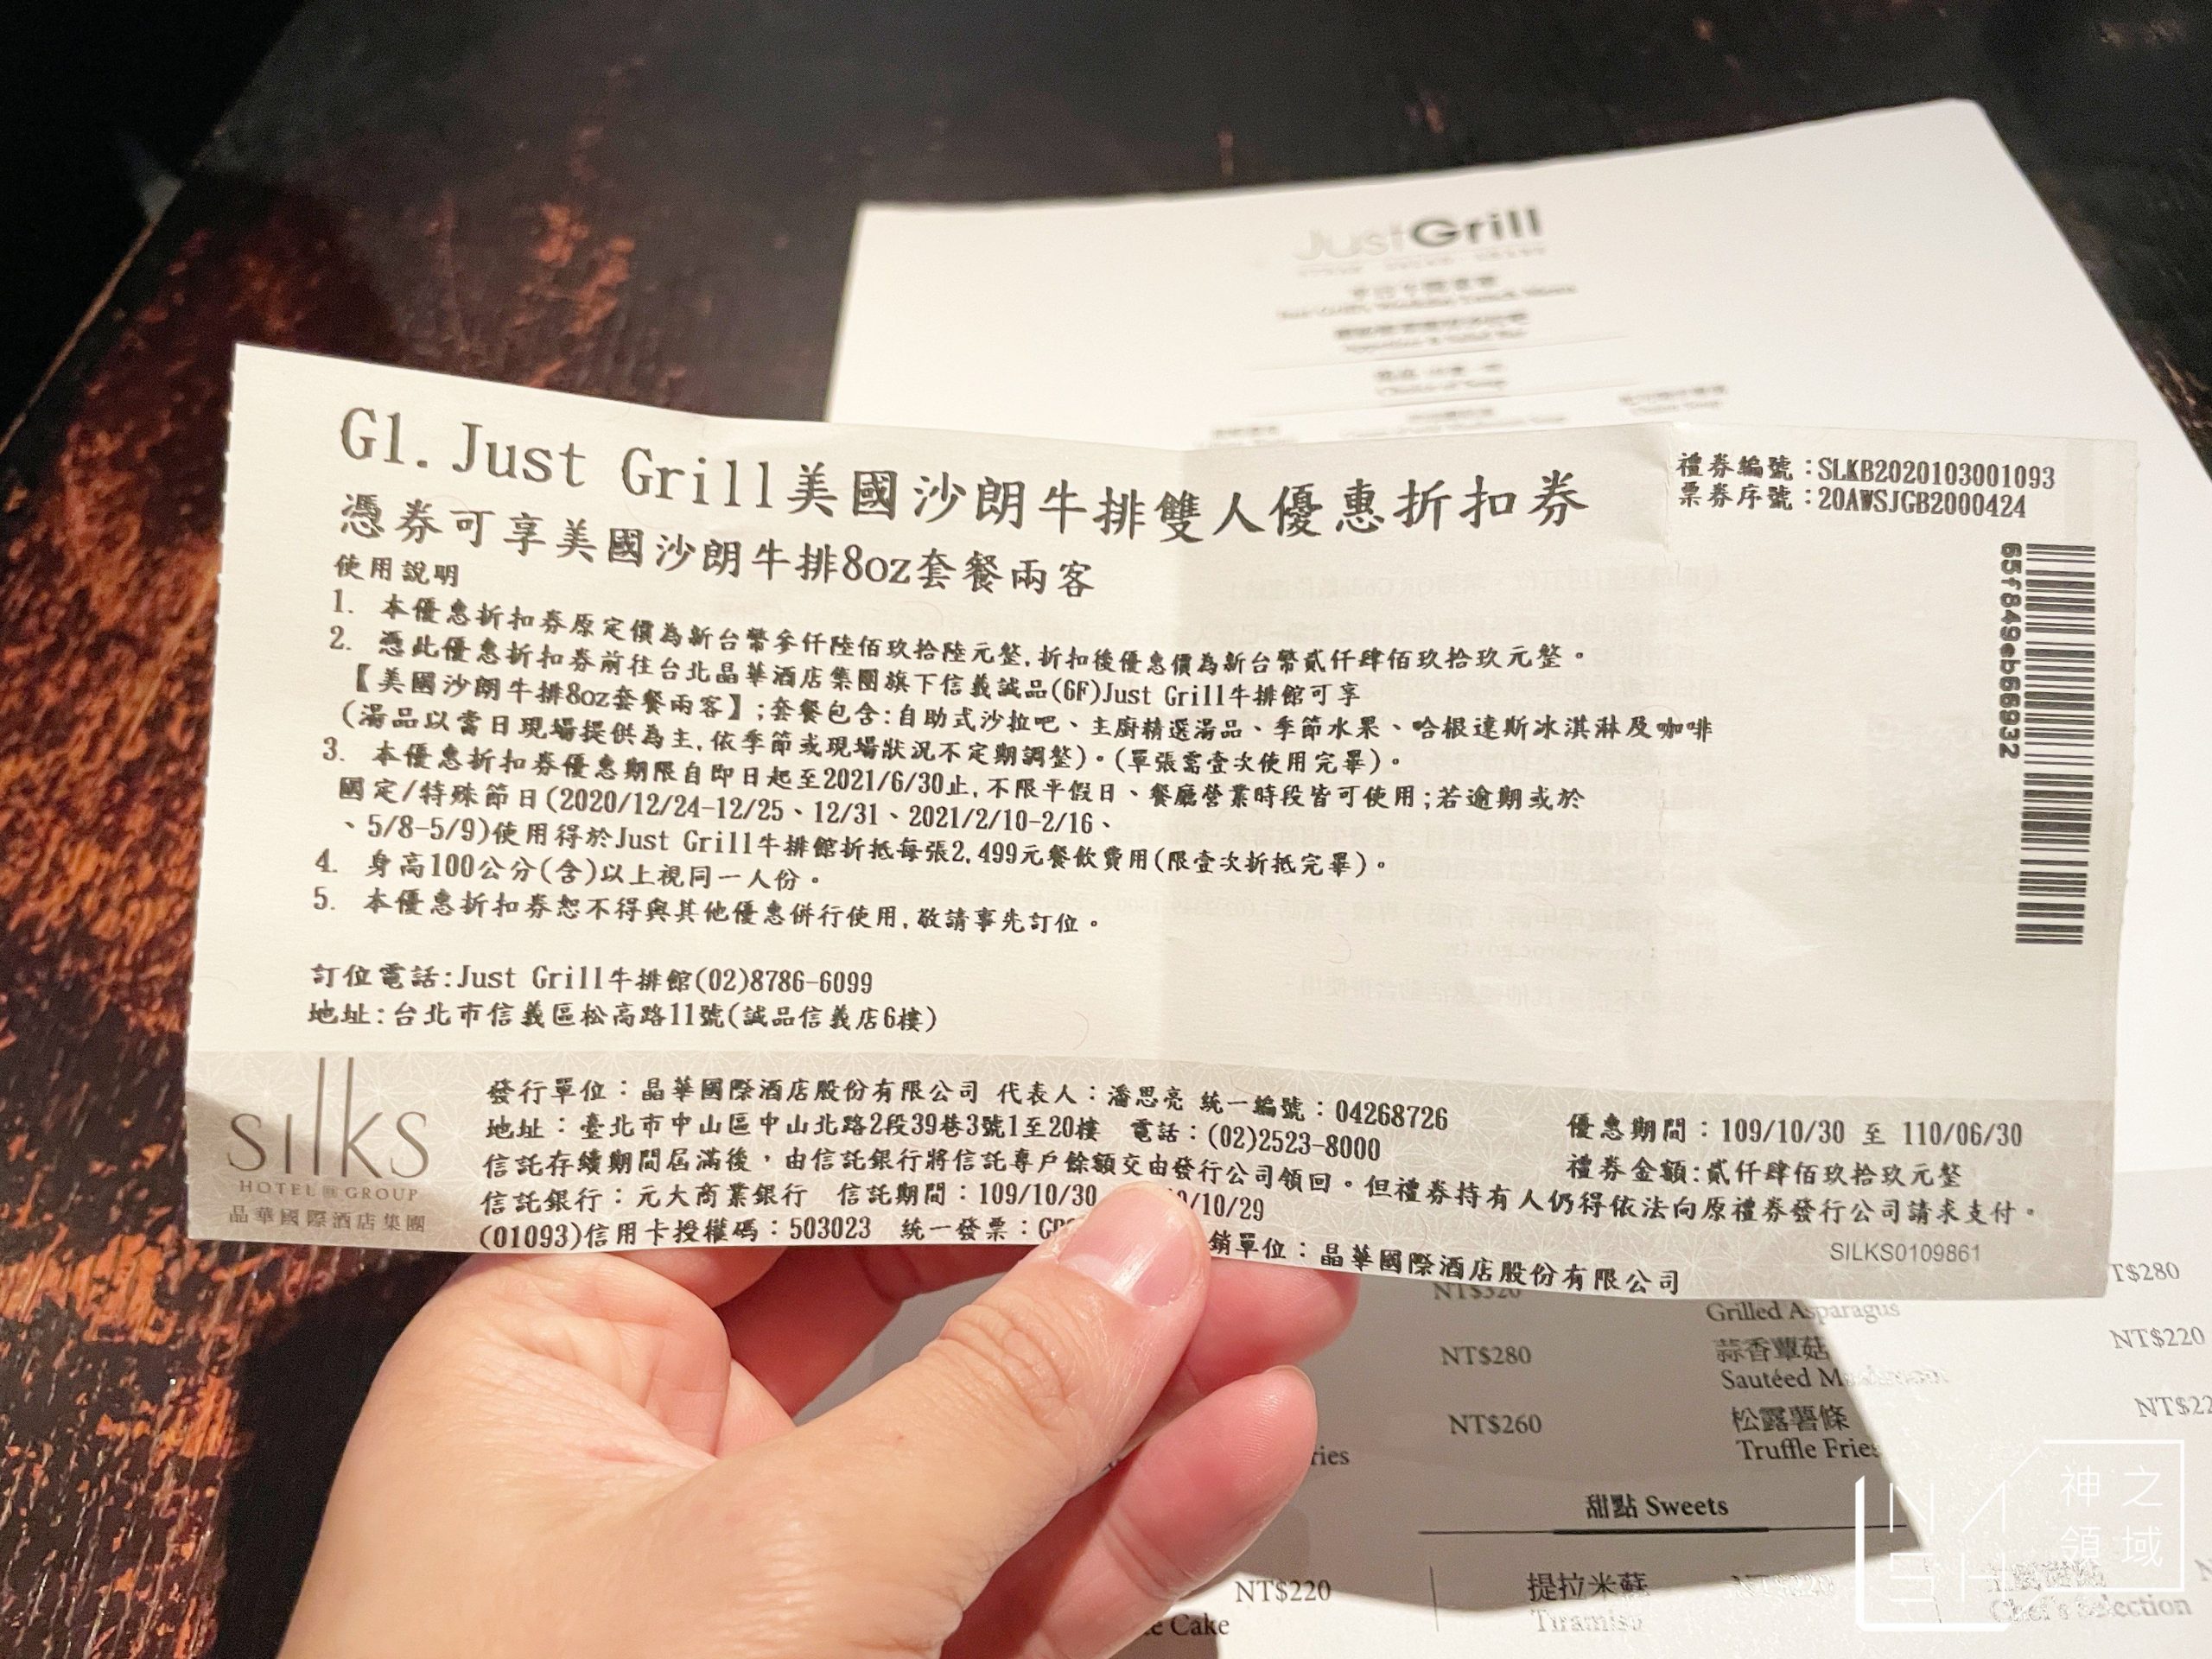 JustGrill
G1. Just Grill美國沙朗牛排雙人優惠折扣券
憑券可享美國沙朗牛排8oz套餐兩客
禮券編號：SLKB2020103001093
票券序號：20AWSJGB2000424
65f849eb66932
使用說明
1. 本優惠折扣券原定價為新台幣參仟陸佰玖拾陸元整,折扣後優惠價為新台幣貳仟肆佰玖拾玖元整。
2. 憑此優惠折扣券前往台北晶華酒店集團旗下信義誠品(6F)Just Grill牛排館可享
【美國沙朗牛排8oz套餐兩客】;套餐包含:自助式沙拉吧、主廚精選湯品、季節水果、哈根達斯冰淇淋及咖啡
(湯品以當日現場提供為主,依季節或現場狀況不定期調整)。(單張需壹次使用完畢)。
3. 本優惠折扣券優惠期限自即日起至2021/6/30止,不限平假日、餐廳營業時段皆可使用;若逾期或於
國定/特殊節日(2020/12/24-12/25、12/31、2021/2/10-2/16、
、5/8-5/9)使用得於Just Grill牛排館折抵每張2,499元餐飲費用(限壹次折抵完畢)。
4. 身高100公分(含)以上視同一人份。
5. 本優惠折扣券恕不得與其他優惠併行使用,敬請事先訂位。
訂位電話:Just Grill牛排館(02)8786-6099
地址:台北市信義區松高路11號(誠品信義店6樓)
silks
HOTEL GROUP
晶華國際酒店集團
發行單位：晶華國際酒店股份有限公司 代表人：潘思亮 統一編號：04268726
地址：臺北市中山區中山北路2段39巷3號1至20樓 電話：(02)2523-8000
信託存續期間屆滿後，由信託銀行將信託專戶餘額交由發行公司領回。但禮券持有人仍得依法向原禮券發行公司請求支付。
信託銀行：元大商業銀行 信託期間：109/10/30 /10/29
(01093)信用卡授權碼：503023 統一發票： 銷單位：晶華國際酒店股份有限公司
優惠期間：109/10/30 至 110/06/30
禮券金額:貳仟肆佰玖拾玖元整
SILKS0109861
NT$320
Grilled Asparagus
T$280
NT$280
蒜香蕈菇
Sautéed
NT$220
NT$260
松露薯條
Truffle Fries
NT$22
ries
甜點 Sweets
NT$220
Cake
提拉米蘇
Tiramisu
Chef's Selection
NASH
神之領域